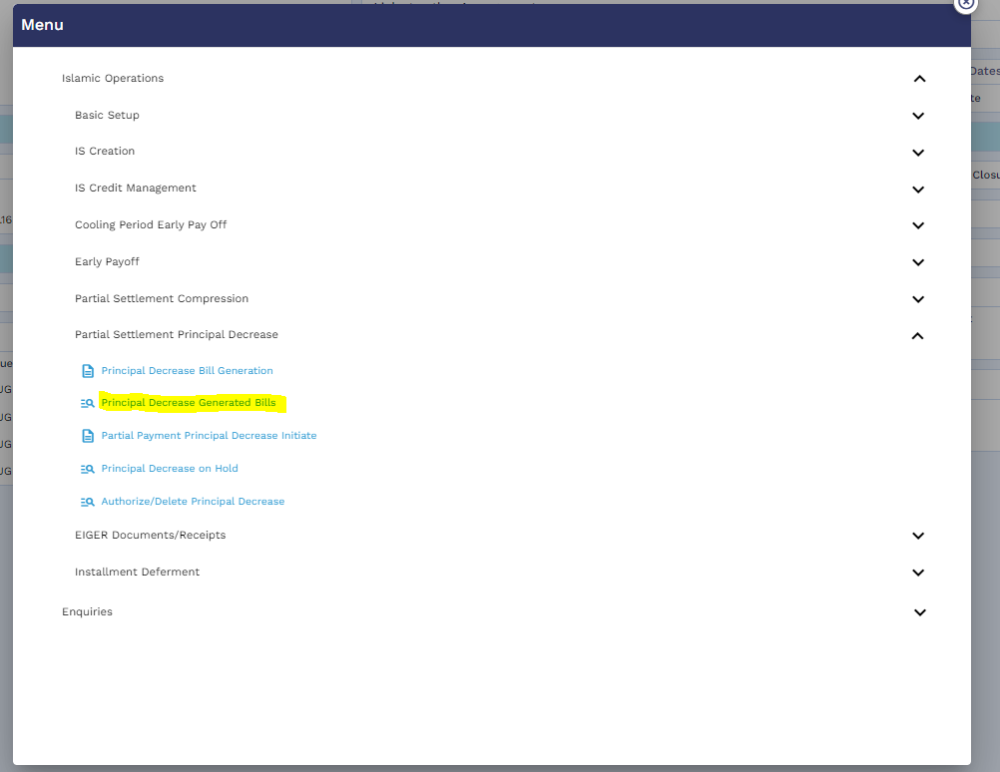 Menu
Islamic Operations
Basic Setup
IS Creation
IS Credit Management
Cooling Period Early Pay Off
Early Payoff
Partial Settlement Compression
Partial Settlement Principal Decrease
Principal Decrease Bill Generation
Principal Decrease Generated Bills
Partial Payment Principal Decrease Initiate
Principal Decrease on Hold
Authorize/Delete Principal Decrease
EIGER Documents/Receipts
Installment Deferment
Enquiries
Dates